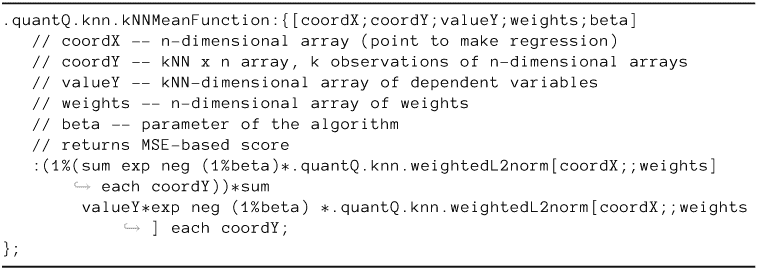 .quantQ.knn.kNNMeanFunction:{[coordX;coordY;valueY;weights;beta]
// coordX -- n-dimensional array (point to make regression)
// coordY -- kNN x n array, k observations of n-dimensional arrays
// valueY -- kNN-dimensional array of dependent variables
// weights -- n-dimensional array of weights
// beta -- parameter of the algorithm
// returns MSE-based score
:(1%(sum exp neg (1%beta)*.quantQ.knn.weightedL2norm[coordX;;weights]
↪ each coordY))*sum
valueY*exp neg (1%beta) *.quantQ.knn.weightedL2norm[coordX;;weights
↪ ] each coordY;
};